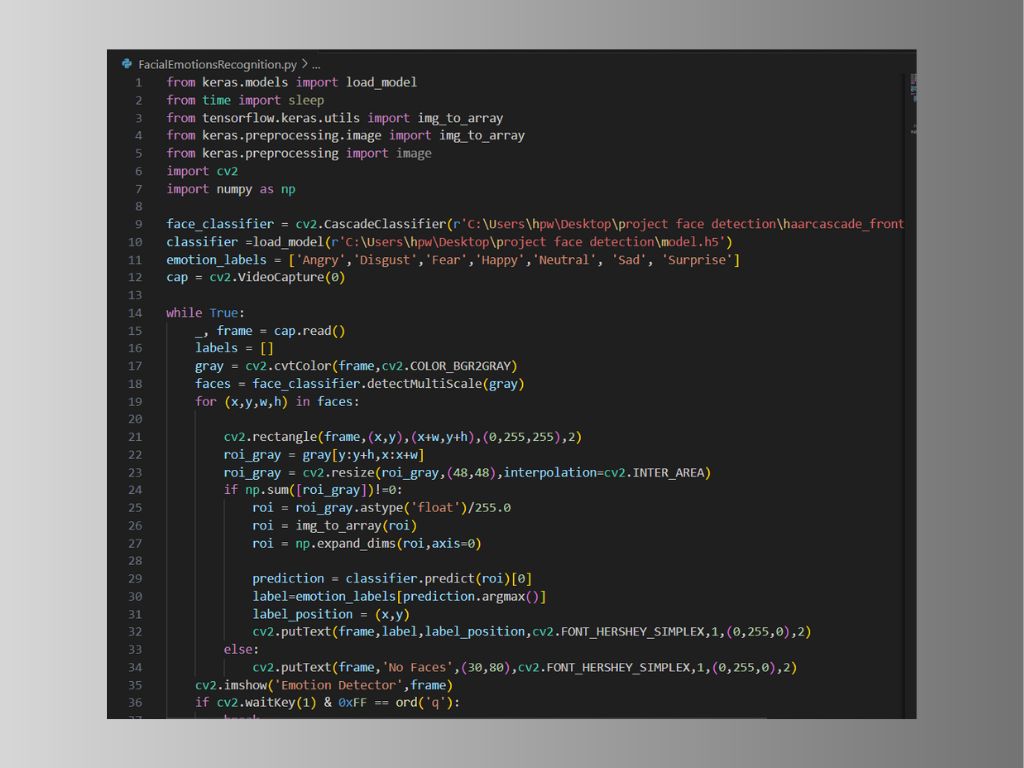 FacialEmotionsRecognition.py > ...
1 from keras.models import load_model
2 from time import sleep
3 from tensorflow.keras.utils import img_to_array
4 from keras.preprocessing.image import img_to_array
5 from keras.preprocessing import image
6 import cv2
7 import numpy as np
8
9 face_classifier = cv2.CascadeClassifier(r'C:\Users\hpw\Desktop\project face detection\haarcascade_front
10 classifier =load_model(r'C:\Users\hpw\Desktop\project face detection\model.h5')
11 emotion_labels = ['Angry','Disgust','Fear','Happy','Neutral', 'Sad', 'Surprise']
12 cap = cv2.VideoCapture(0)
13
14 while True:
15     _, frame = cap.read()
16     labels = []
17     gray = cv2.cvtColor(frame,cv2.COLOR_BGR2GRAY)
18     faces = face_classifier.detectMultiScale(gray)
19     for (x,y,w,h) in faces:
20
21         cv2.rectangle(frame,(x,y),(x+w,y+h),(0,255,255),2)
22         roi_gray = gray[y:y+h,x:x+w]
23         roi_gray = cv2.resize(roi_gray,(48,48),interpolation=cv2.INTER_AREA)
24         if np.sum([roi_gray])!=0:
25             roi = roi_gray.astype('float')/255.0
26             roi = img_to_array(roi)
27             roi = np.expand_dims(roi,axis=0)
28
29             prediction = classifier.predict(roi)[0]
30             label=emotion_labels[prediction.argmax()]
31             label_position = (x,y)
32             cv2.putText(frame,label,label_position,cv2.FONT_HERSHEY_SIMPLEX,1,(0,255,0),2)
33         else:
34             cv2.putText(frame,'No Faces',(30,80),cv2.FONT_HERSHEY_SIMPLEX,1,(0,255,0),2)
35     cv2.imshow('Emotion Detector',frame)
36     if cv2.waitKey(1) & 0xFF == ord('q'):